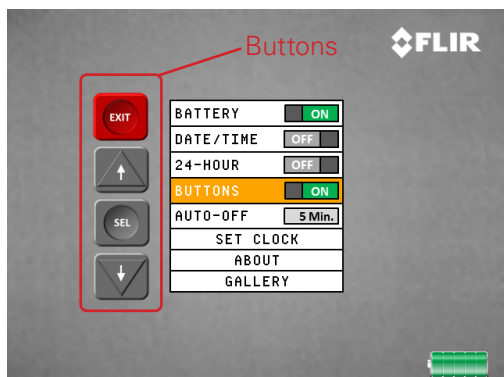 Buttons
FLIR
EXIT
SEL
BATTERY ON
DATE/TIME OFF
24-HOUR OFF
BUTTONS ON
AUTO-OFF 5 Min.
SET CLOCK
ABOUT
GALLERY